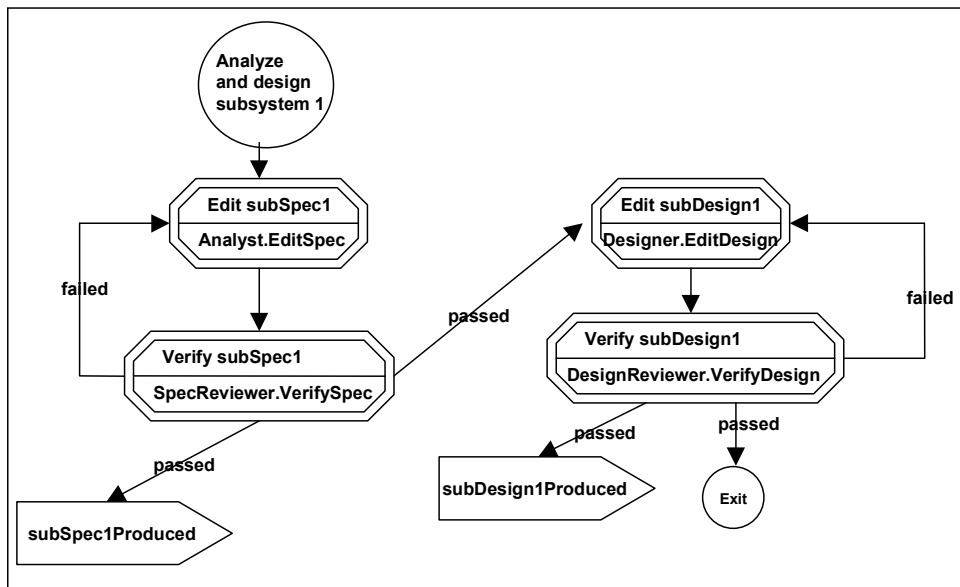 Analyze
and design
subsystem 1
Edit subSpec1
Analyst.EditSpec
failed
Verify subSpec1
SpecReviewer.VerifySpec
passed
subSpec1Produced
passed
Edit subDesign1
Designer.EditDesign
failed
Verify subDesign1
DesignReviewer.VerifyDesign
passed
passed
subDesign1Produced
Exit